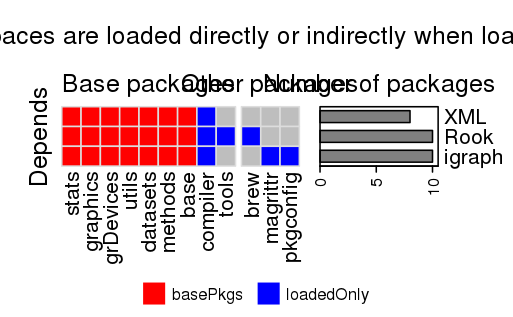 paces are loaded directly or indirectly when loa
Base packages
Other packages
Number of packages
Depends
XML
Rook
igraph
stats
graphics
grDevices
utils
datasets
methods
base
compiler
tools
brew
magrittr
pkgconfig
0
5
10
basePkgs
loadedOnly